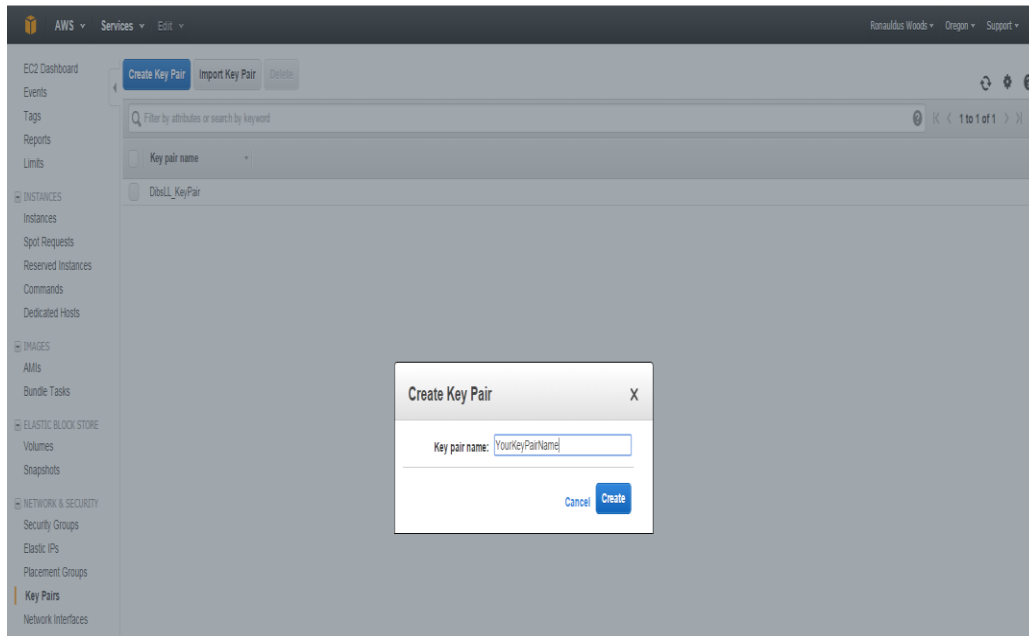 AWS Services Edit Ronauldus Woods Oregon Support
EC2 Dashboard
Events
Tags
Reports
Limits
INSTANCES
Instances
Spot Requests
Reserved Instances
Commands
Dedicated Hosts
IMAGES
AMIs
Bundle Tasks
ELASTIC BLOCK STORE
Volumes
Snapshots
NETWORK & SECURITY
Security Groups
Elastic IPs
Placement Groups
Key Pairs
Network Interfaces
Create Key Pair Import Key Pair Delete
Filter by attributes or search by keyword 1 to 1 of 1
Key pair name
DibsLL_KeyPair
Create Key Pair X
Key pair name: YourKeyPairName
Cancel Create